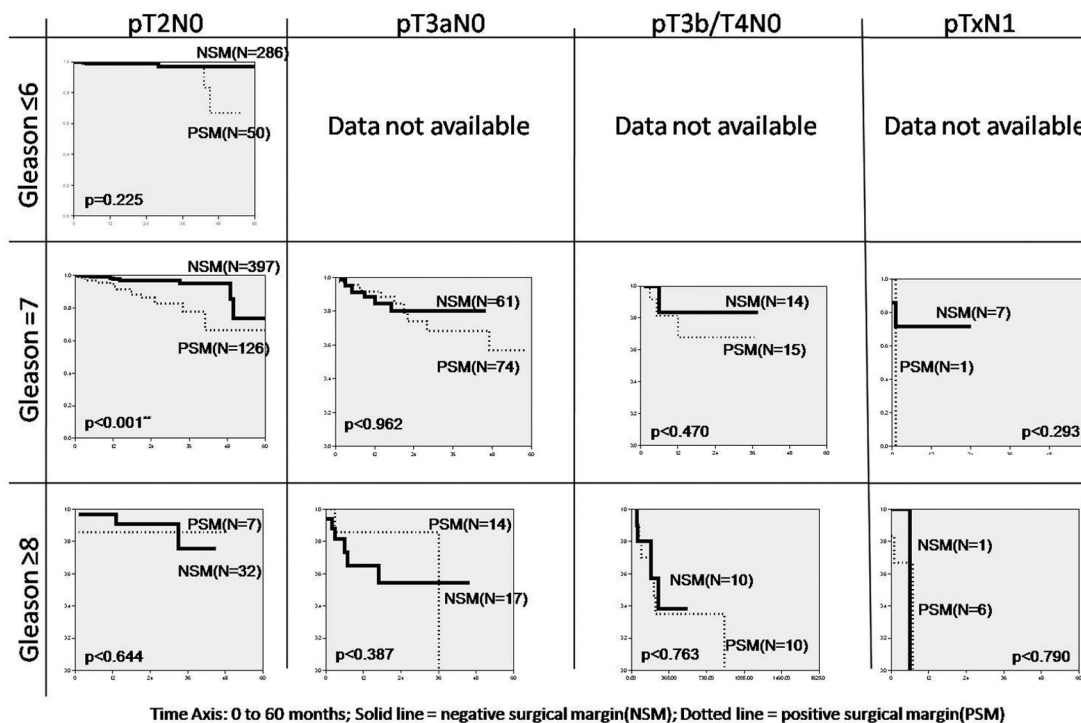 pT2N0 pT3aN0 pT3b/T4N0 pTxN1
Gleason ≤6
NSM(N=286)
PSM(N=50)
p=0.225
Data not available
Data not available
Data not available
Gleason =7
NSM(N=397)
PSM(N=126)
p<0.001**
NSM(N=61)
PSM(N=74)
p<0.962
NSM(N=14)
PSM(N=15)
p<0.470
NSM(N=7)
PSM(N=1)
p<0.293
Gleason ≥8
PSM(N=7)
NSM(N=32)
p<0.644
PSM(N=14)
NSM(N=17)
p<0.387
NSM(N=10)
PSM(N=10)
p<0.763
NSM(N=1)
PSM(N=6)
p<0.790
Time Axis: 0 to 60 months; Solid line = negative surgical margin(NSM); Dotted line = positive surgical margin(PSM)